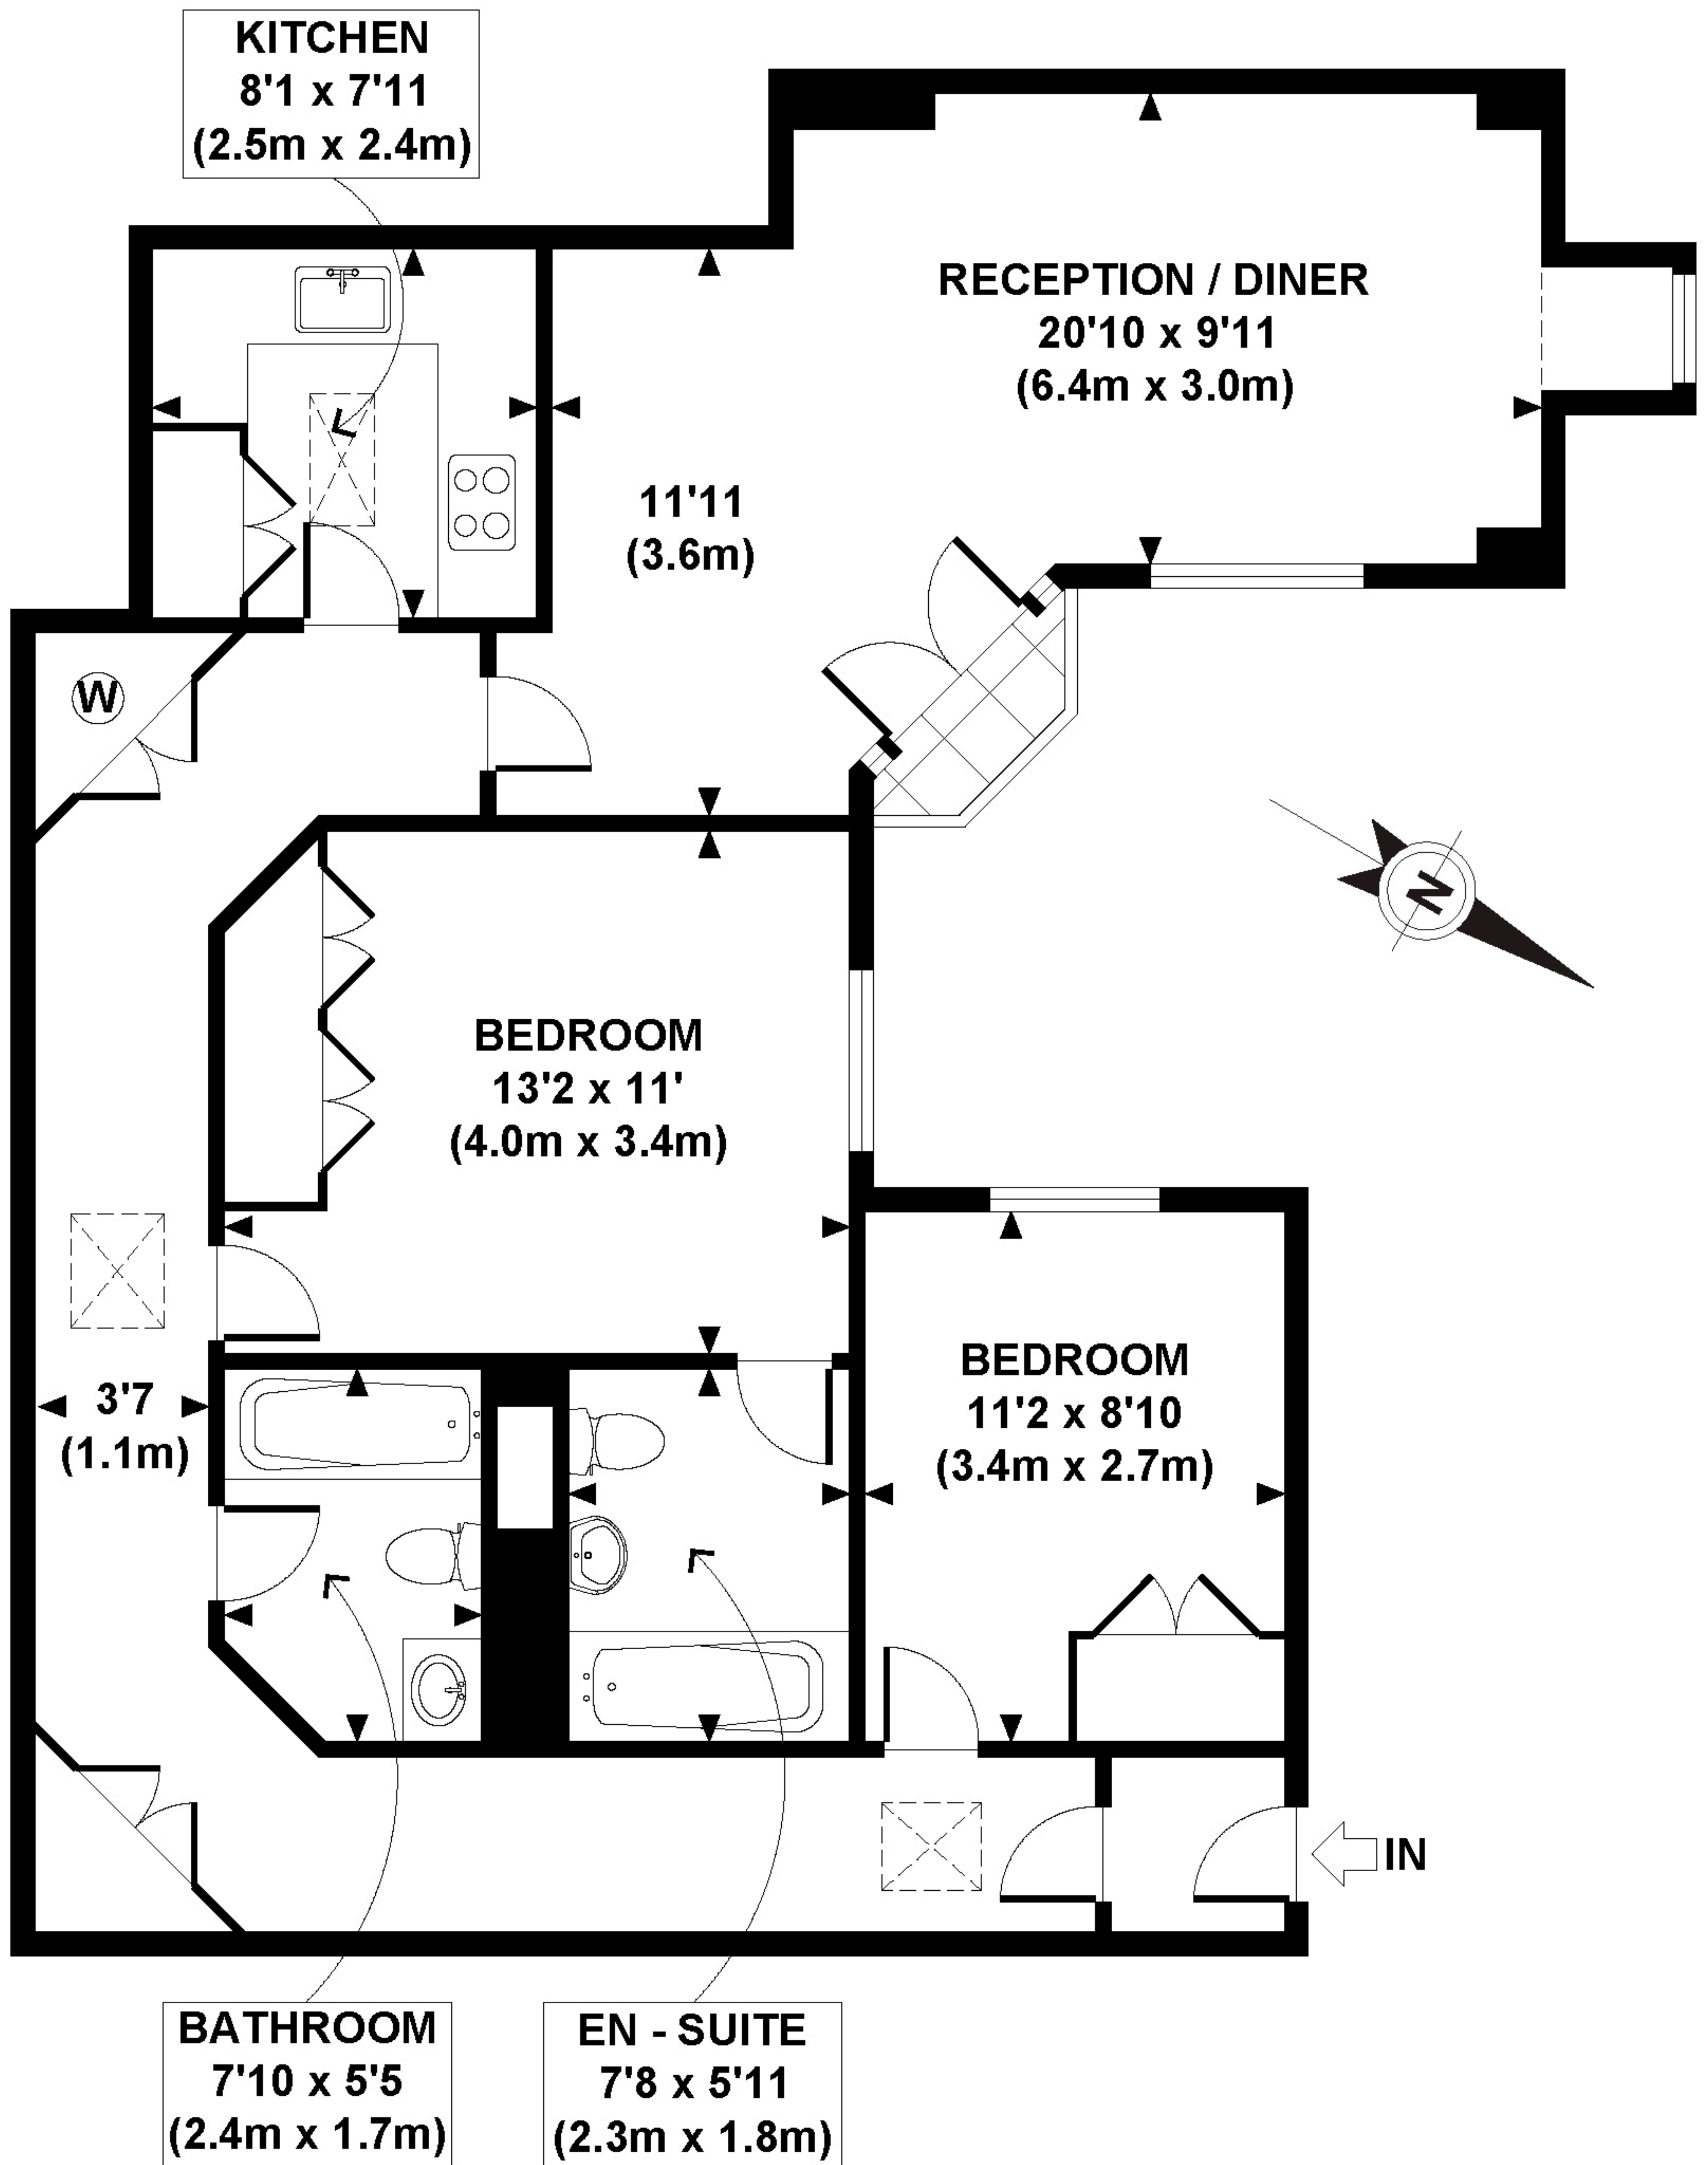 KITCHEN
8'1 x 7'11
(2.5m x 2.4m)
RECEPTION / DINER
20'10 x 9'11
(6.4m x 3.0m)
11'11
(3.6m)
W
N
BEDROOM
13'2 x 11'
(4.0m x 3.4m)
BEDROOM
11'2 x 8'10
(3.4m x 2.7m)
3'7
(1.1m)
IN
BATHROOM
7'10 x 5'5
(2.4m x 1.7m)
EN - SUITE
7'8 x 5'11
(2.3m x 1.8m)